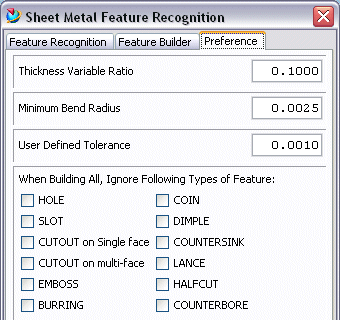 Sheet Metal Feature Recognition
Feature Recognition Feature Builder Preference
Thickness Variable Ratio 0.1000
Minimum Bend Radius 0.0025
User Defined Tolerance 0.0010
When Building All, Ignore Following Types of Feature:
HOLE COIN
SLOT DIMPLE
CUTOUT on Single face COUNTERSINK
CUTOUT on multi-face LANCE
EMBOSS HALFCUT
BURRING COUNTERBORE